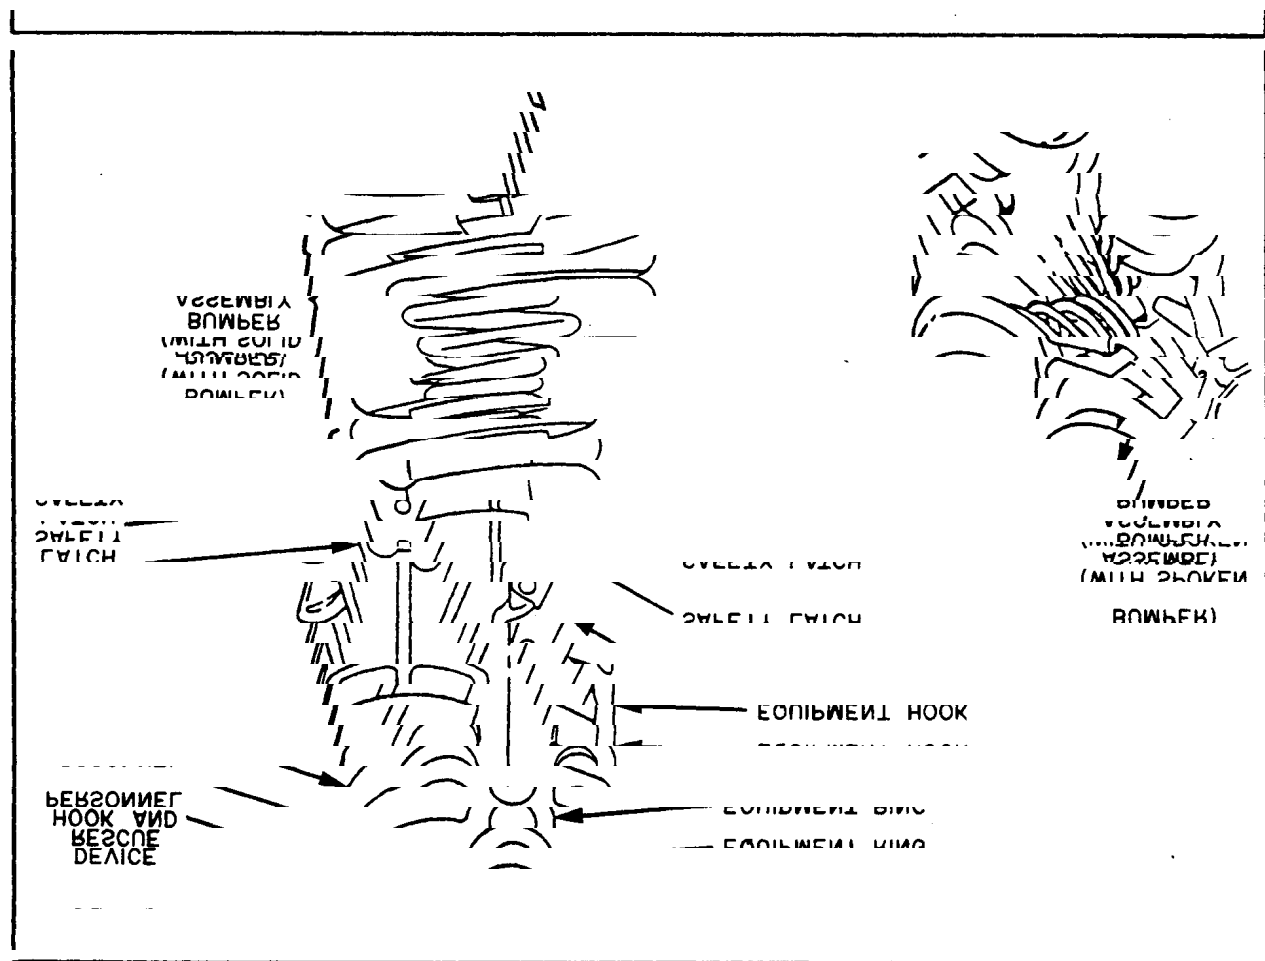 ASSEMBLY
BUMPER
(WITH SOLID
BUMPER)
SAFETY
LATCH
SAFETY LATCH
ASSEMBLY
(WITH SPOKEN
BUMPER)
EQUIPMENT HOOK
PERSONNEL
HOOK AND
RESCUE
DEVICE
EQUIPMENT RING